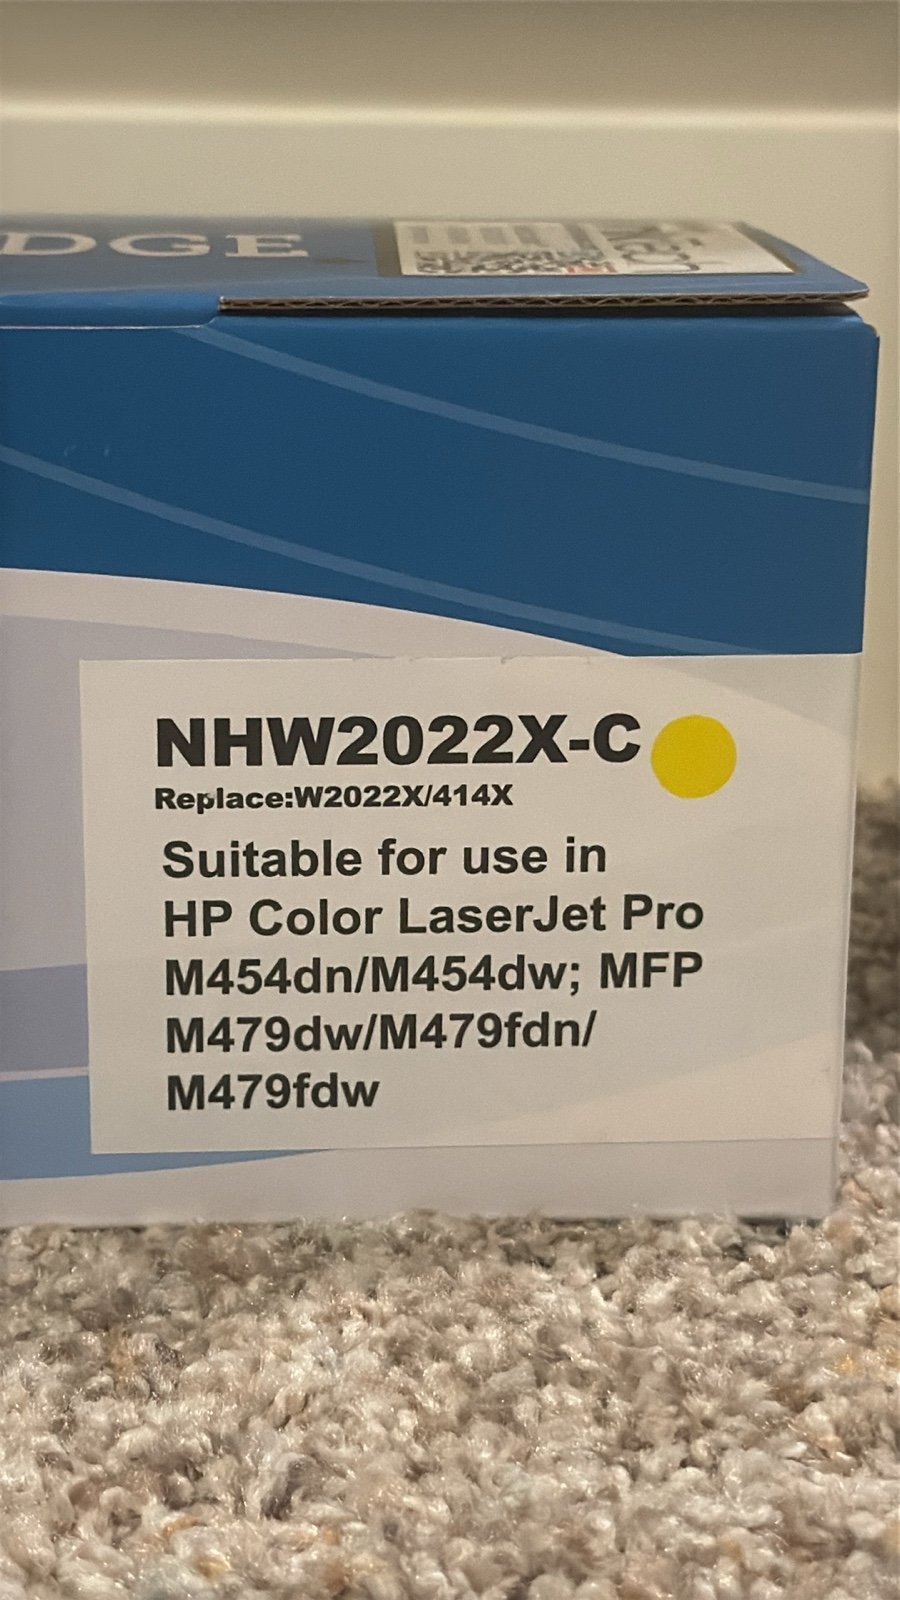 DGE
NHW2022X-C
Replace:W2022X/414X
Suitable for use in
HP Color LaserJet Pro
M454dn/M454dw; MFP
M479dw/M479fdn/
M479fdw